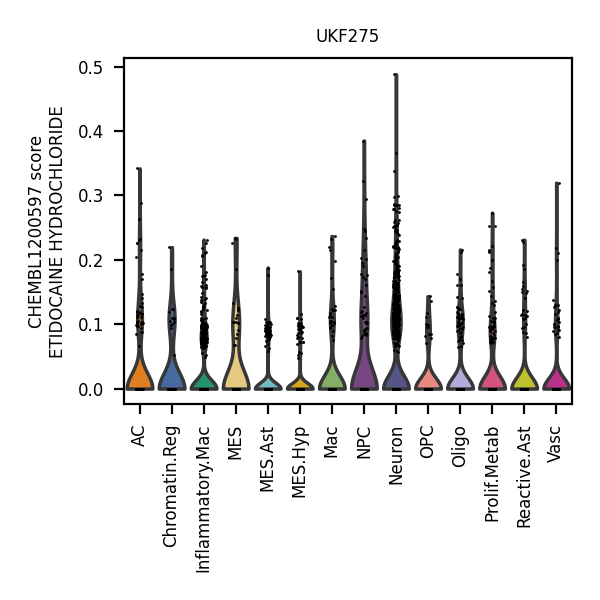 UKF275
CHEMBL1200597 score
ETIDOCAINE HYDROCHLORIDE
0.5
0.4
0.3
0.2
0.1
0.0
AC
Chromatin.Reg
Inflammatory.Mac
MES
MES.Ast
MES.Hyp
Mac
NPC
Neuron
OPC
Oligo
Prolif.Metab
Reactive.Ast
Vasc